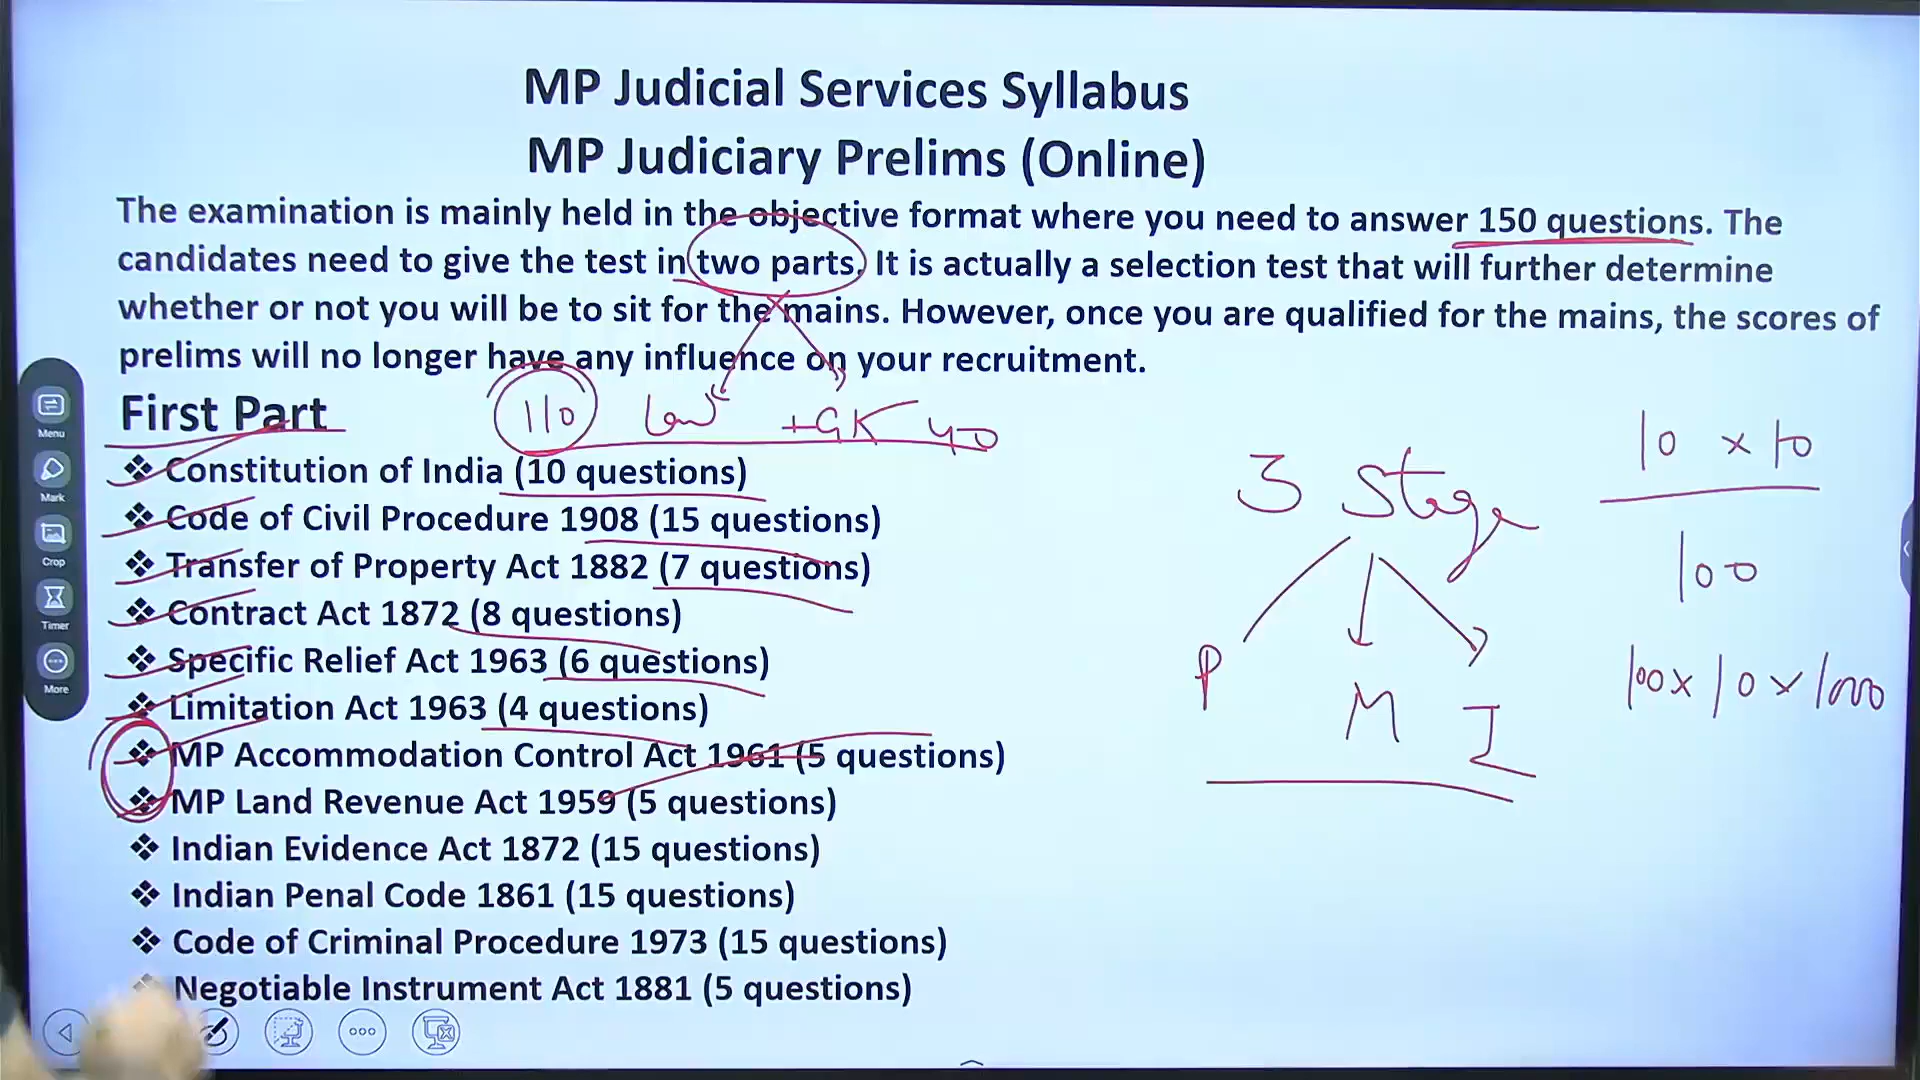 MP Judicial Services Syllabus
MP Judiciary Prelims (Online)
The examination is mainly held in the objective format where you need to answer 150 questions. The
candidates need to give the test in two parts. It is actually a selection test that will further determine
whether or not you will be to sit for the mains. However, once you are qualified for the mains, the scores of
prelims will no longer have any influence on your recruitment.
First Part
110 Law +GK 40
❖ Constitution of India (10 questions)
❖ Code of Civil Procedure 1908 (15 questions)
❖ Transfer of Property Act 1882 (7 questions)
❖ Contract Act 1872 (8 questions)
❖ Specific Relief Act 1963 (6 questions)
❖ Limitation Act 1963 (4 questions)
❖ MP Accommodation Control Act 1961 (5 questions)
❖ MP Land Revenue Act 1959 (5 questions)
❖ Indian Evidence Act 1872 (15 questions)
❖ Indian Penal Code 1861 (15 questions)
❖ Code of Criminal Procedure 1973 (15 questions)
❖ Negotiable Instrument Act 1881 (5 questions)
3 Stage
P
M
I
10 x 10
100
100 x 10 x 1000
Menu
Mark
Crop
Timer
More